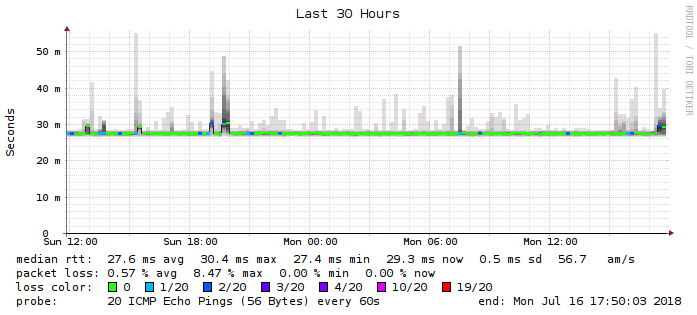 Last 30 Hours
RRDTOOL / TOBI OETIKER
Seconds
50 m
40 m
30 m
20 m
10 m
0
Sun 12:00 Sun 18:00 Mon 00:00 Mon 06:00 Mon 12:00
median rtt: 27.6 ms avg 30.4 ms max 27.4 ms min 29.3 ms now 0.5 ms sd 56.7 am/s
packet loss: 0.57 % avg 8.47 % max 0.00 % min 0.00 % now
loss color: 0 1/20 2/20 3/20 4/20 10/20 19/20
probe: 20 ICMP Echo Pings (56 Bytes) every 60s end: Mon Jul 16 17:50:03 2018